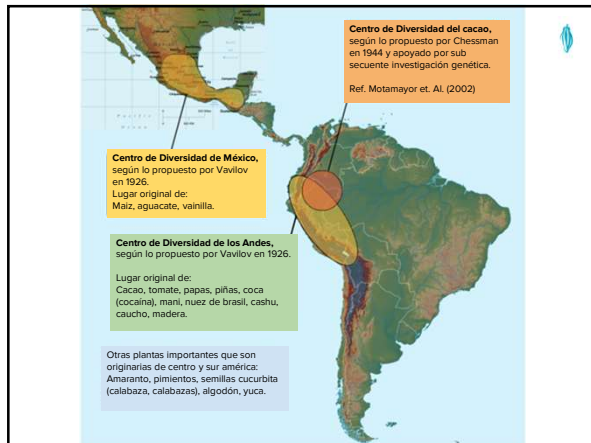 Centro de Diversidad del cacao,
según lo propuesto por Chessman
en 1944 y apoyado por sub
secuente investigación genética.
Ref. Motamayor et. Al. (2002)
Centro de Diversidad de México,
según lo propuesto por Vavilov
en 1926.
Lugar original de:
Maiz, aguacate, vainilla.
Centro de Diversidad de los Andes,
según lo propuesto por Vavilov en 1926.
Lugar original de:
Cacao, tomate, papas, piñas, coca
(cocaína), mani, nuez de brasil, cashu,
caucho, madera.
Otras plantas importantes que son
originarias de centro y sur américa:
Amaranto, pimientos, semillas cucurbita
(calabaza, calabazas), algodón, yuca.